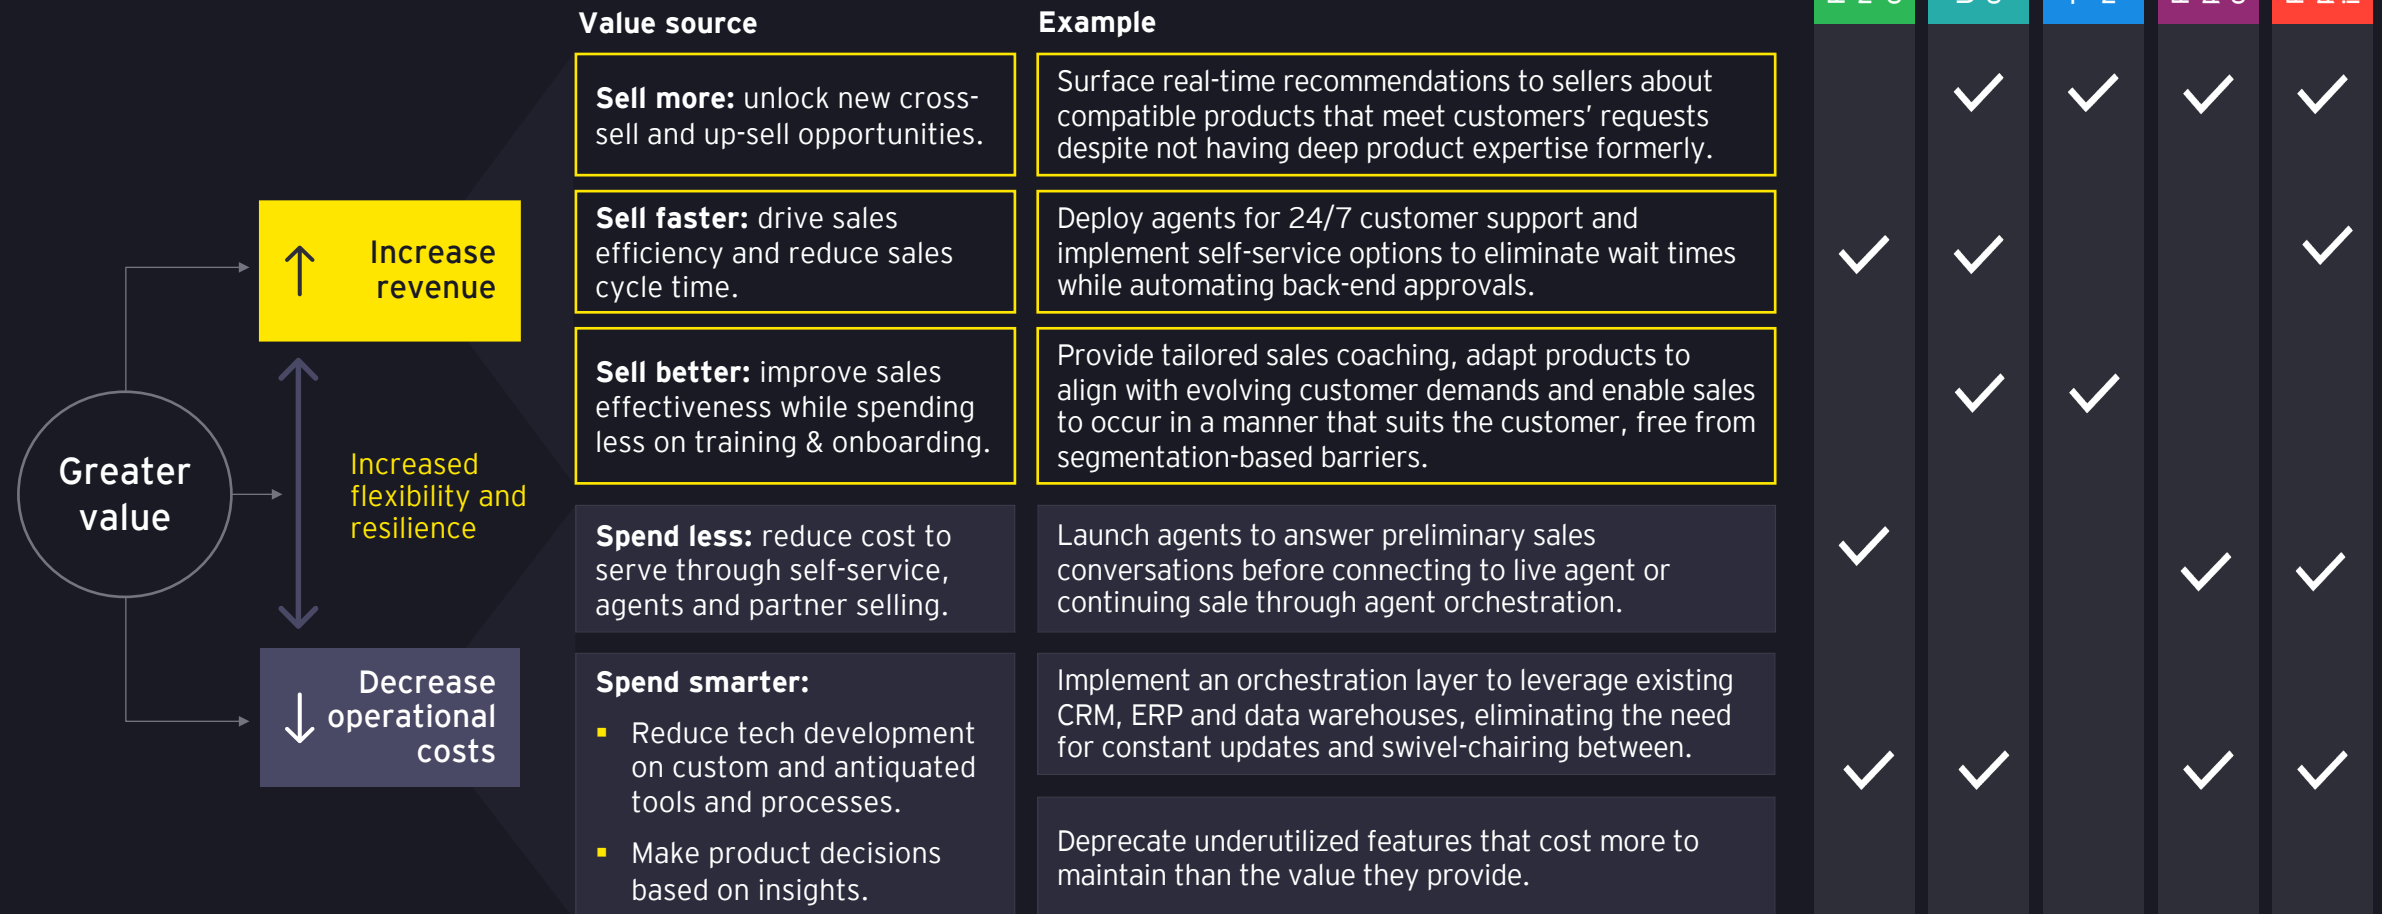 Value source
Example
Sell more: unlock new cross-
sell and up-sell opportunities.
Surface real-time recommendations to sellers about
compatible products that meet customers’ requests
despite not having deep product expertise formerly.
Increase
revenue
Sell faster: drive sales
efficiency and reduce sales
cycle time.
Deploy agents for 24/7 customer support and
implement self-service options to eliminate wait times
while automating back-end approvals.
Sell better: improve sales
effectiveness while spending
less on training & onboarding.
Provide tailored sales coaching, adapt products to
align with evolving customer demands and enable sales
to occur in a manner that suits the customer, free from
segmentation-based barriers.
Greater
value
Increased
flexibility and
resilience
Spend less: reduce cost to
serve through self-service,
agents and partner selling.
Launch agents to answer preliminary sales
conversations before connecting to live agent or
continuing sale through agent orchestration.
Decrease
operational
costs
Spend smarter:
▪ Reduce tech development
on custom and antiquated
tools and processes.
▪ Make product decisions
based on insights.
Implement an orchestration layer to leverage existing
CRM, ERP and data warehouses, eliminating the need
for constant updates and swivel-chairing between.
Deprecate underutilized features that cost more to
maintain than the value they provide.